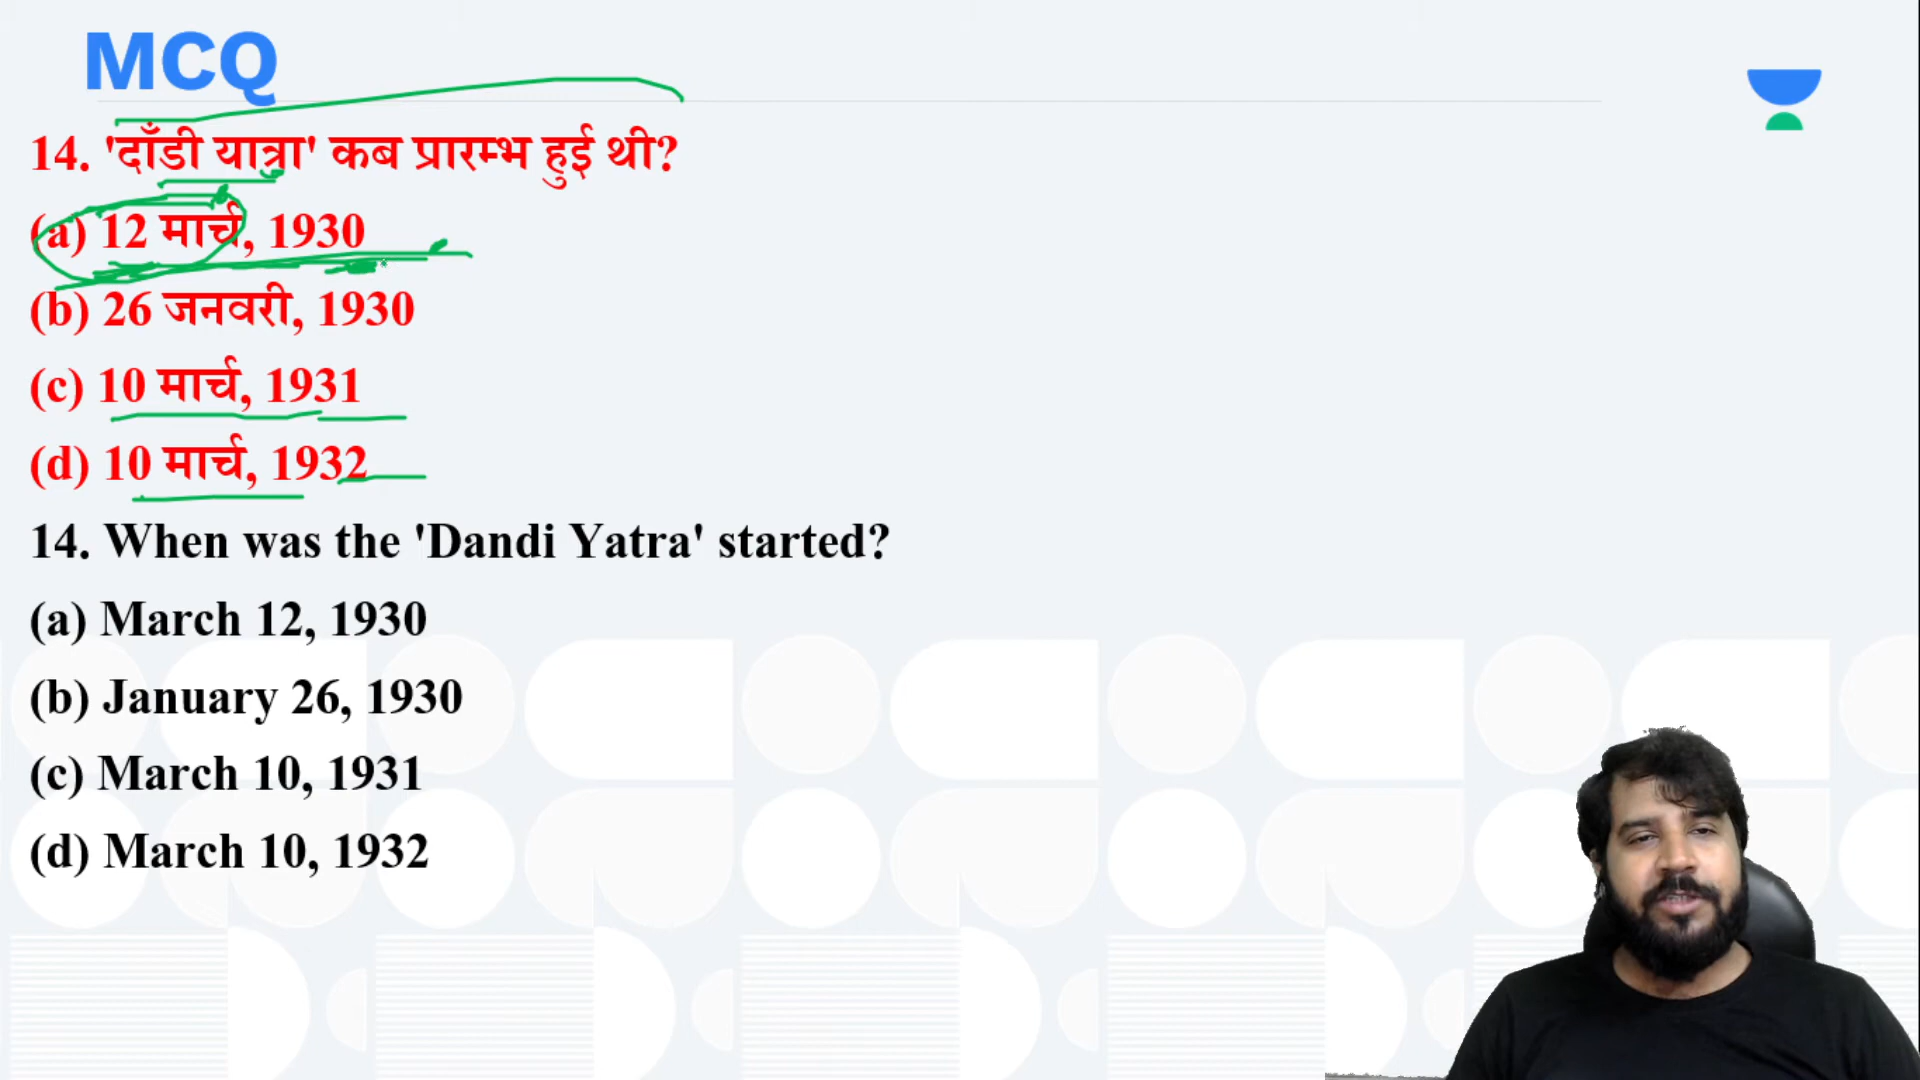 MCQ
14. 'दाँडी यात्रा' कब प्रारम्भ हुई थी?
(a) 12 मार्च, 1930
(b) 26 जनवरी, 1930
(c) 10 मार्च, 1931
(d) 10 मार्च, 1932
14. When was the 'Dandi Yatra' started?
(a) March 12, 1930
(b) January 26, 1930
(c) March 10, 1931
(d) March 10, 1932